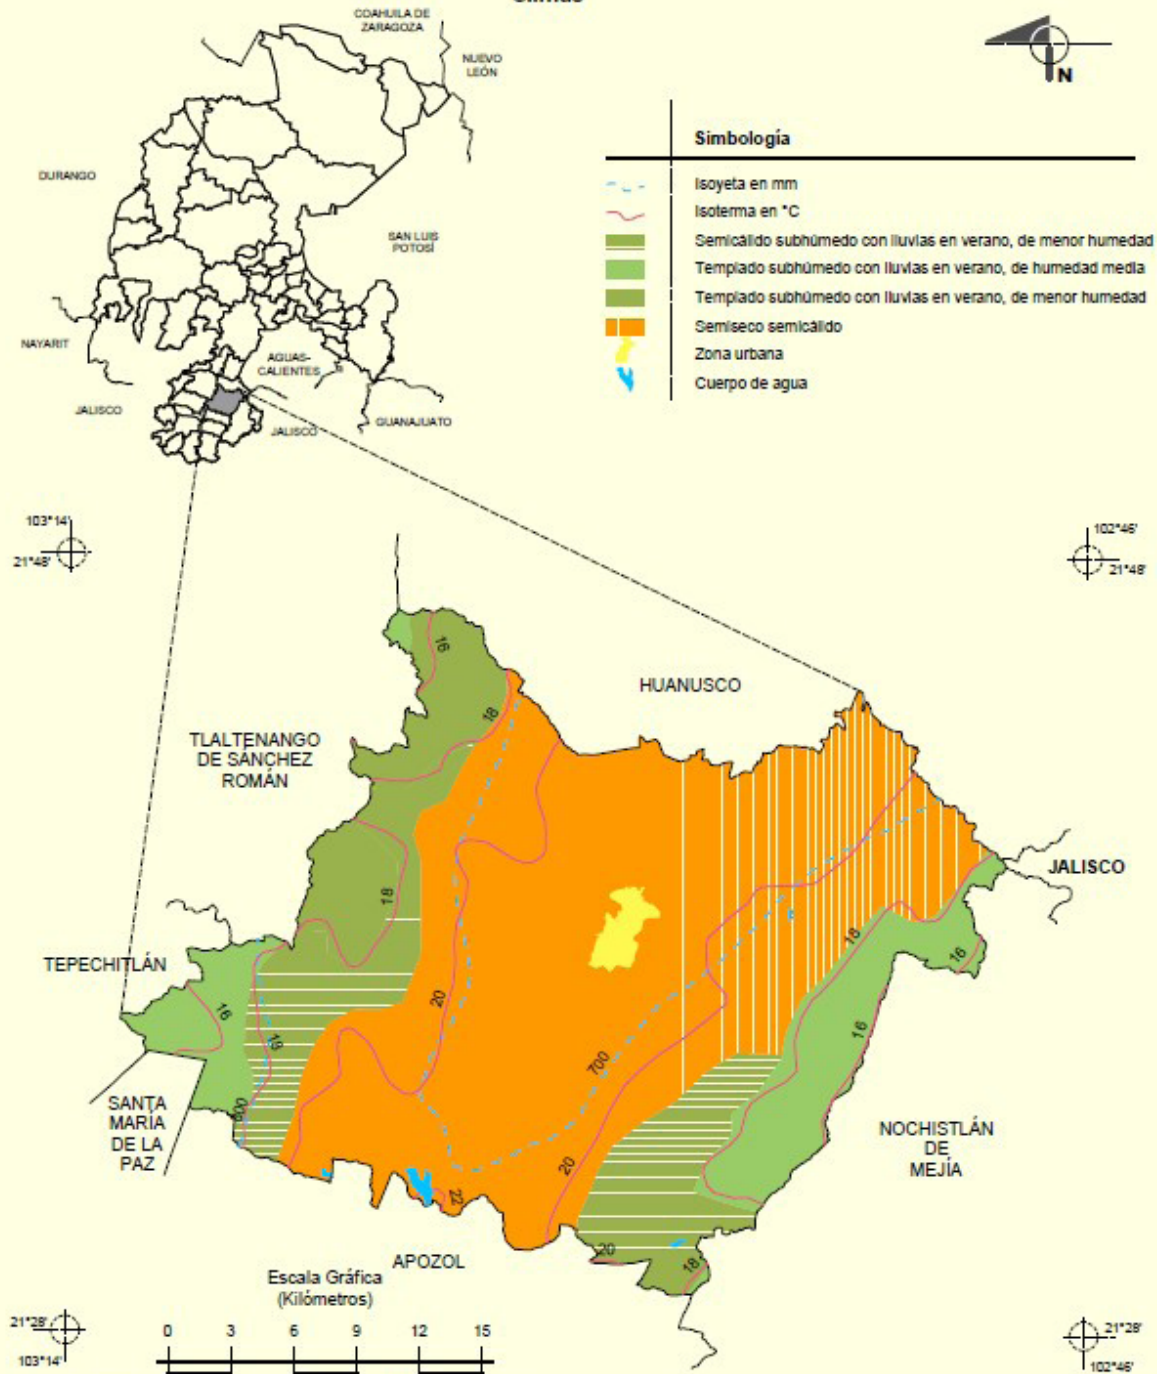 COAHUILA DE
ZARAGOZA
NUEVO
LEÓN
N
Simbología
DURANGO
Isoyeta en mm
Isoterma en °C
SAN LUIS
POTOSÍ
Semicálido subhúmedo con lluvias en verano, de menor humedad
Templado subhúmedo con lluvias en verano, de humedad media
Templado subhúmedo con lluvias en verano, de menor humedad
Semiseco semicálido
Zona urbana
Cuerpo de agua
NAYARIT
AGUAS-
CALIENTES
JALISCO
JALISCO
GUANAJUATO
103°14'
21°48'
102°46'
21°48'
16
HUANUSCO
18
TLALTENANGO
DE SÁNCHEZ
ROMÁN
JALISCO
18
18
16
TEPECHITLÁN
20
16
18
16
700
SANTA
MARÍA
DE LA
PAZ
NOCHISTLÁN
DE
MEJÍA
20
22
20
18
APOZOL
Escala Gráfica
(Kilómetros)
0 3 6 9 12 15
21°28'
103°14'
21°28'
102°46'